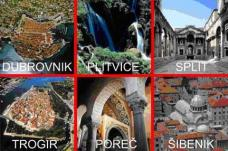 DUBROVNIK
PLITVICE
SPLIT
TROGIR
POREČ
ŠIBENIK